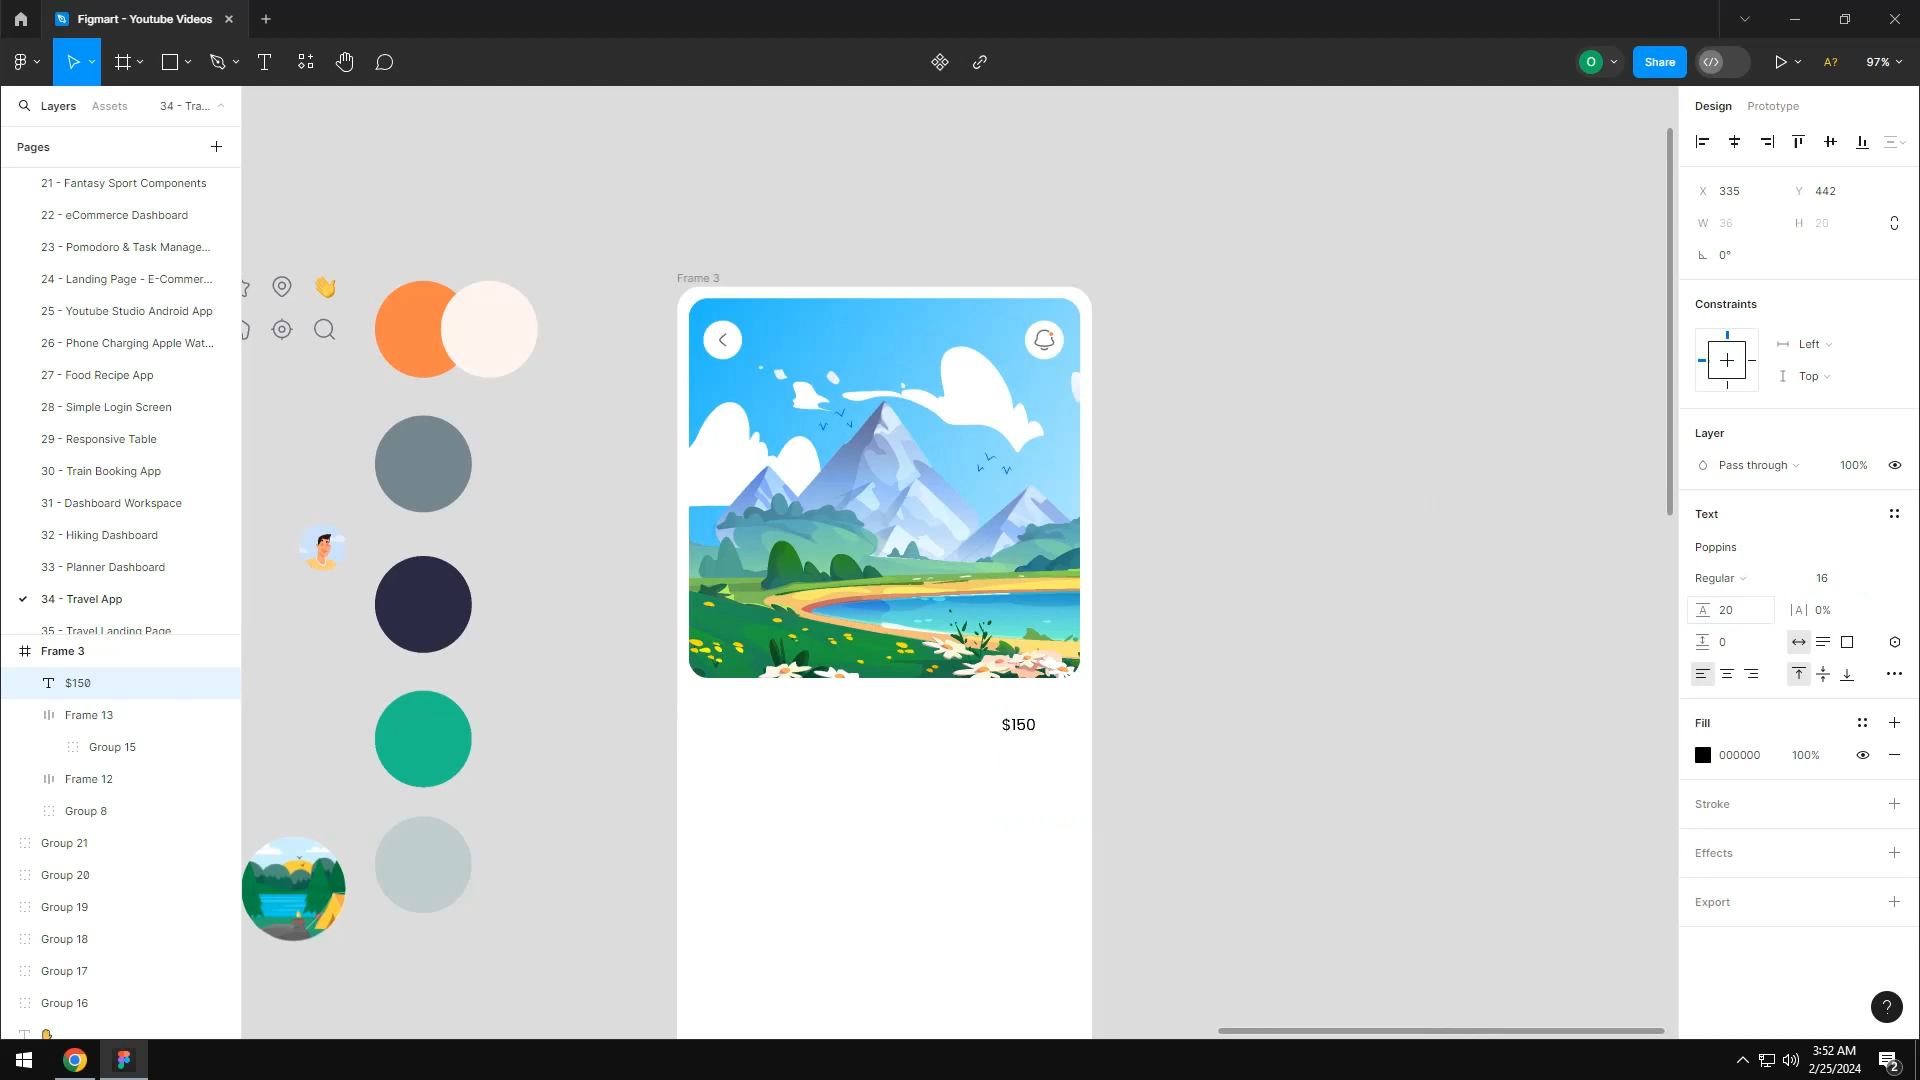 Figmart - Youtube Videos
Share
A?
97%
O
Layers
Assets
34 - Tra...
Pages
21 - Fantasy Sport Components
22 - eCommerce Dashboard
23 - Pomodoro & Task Manage...
24 - Landing Page - E-Commer...
25 - Youtube Studio Android App
26 - Phone Charging Apple Wat...
27 - Food Recipe App
28 - Simple Login Screen
29 - Responsive Table
30 - Train Booking App
31 - Dashboard Workspace
32 - Hiking Dashboard
33 - Planner Dashboard
34 - Travel App
35 - Travel Landing Page
Frame 3
$150
Frame 13
Group 15
Frame 12
Group 8
Group 21
Group 20
Group 19
Group 18
Group 17
Group 16
Frame 3
$150
Design
Prototype
X 335
Y 442
W 36
H 20
0°
Constraints
Left
Top
Layer
Pass through
100%
Text
Poppins
Regular
16
20
0%
0
Fill
000000
100%
Stroke
Effects
Export
?
3:52 AM
2/25/2024
2